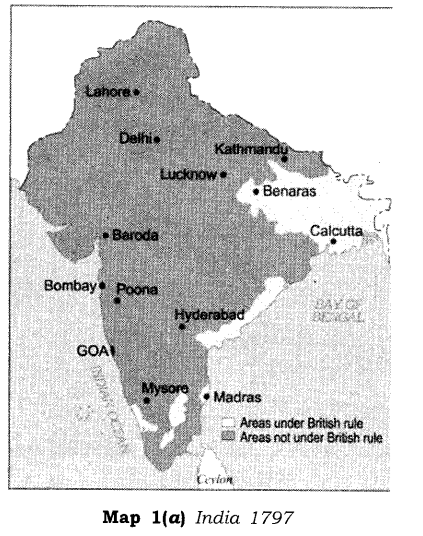 Lahore
Delhi
Kathmandu
Lucknow
Benaras
Calcutta
Baroda
Bombay
Poona
BAY OF
BENGAL
Hyderabad
GOA
INDIAN OCEAN
Mysore
Madras
Areas under British rule
Areas not under British rule
Ceylon
Map 1(a) India 1797